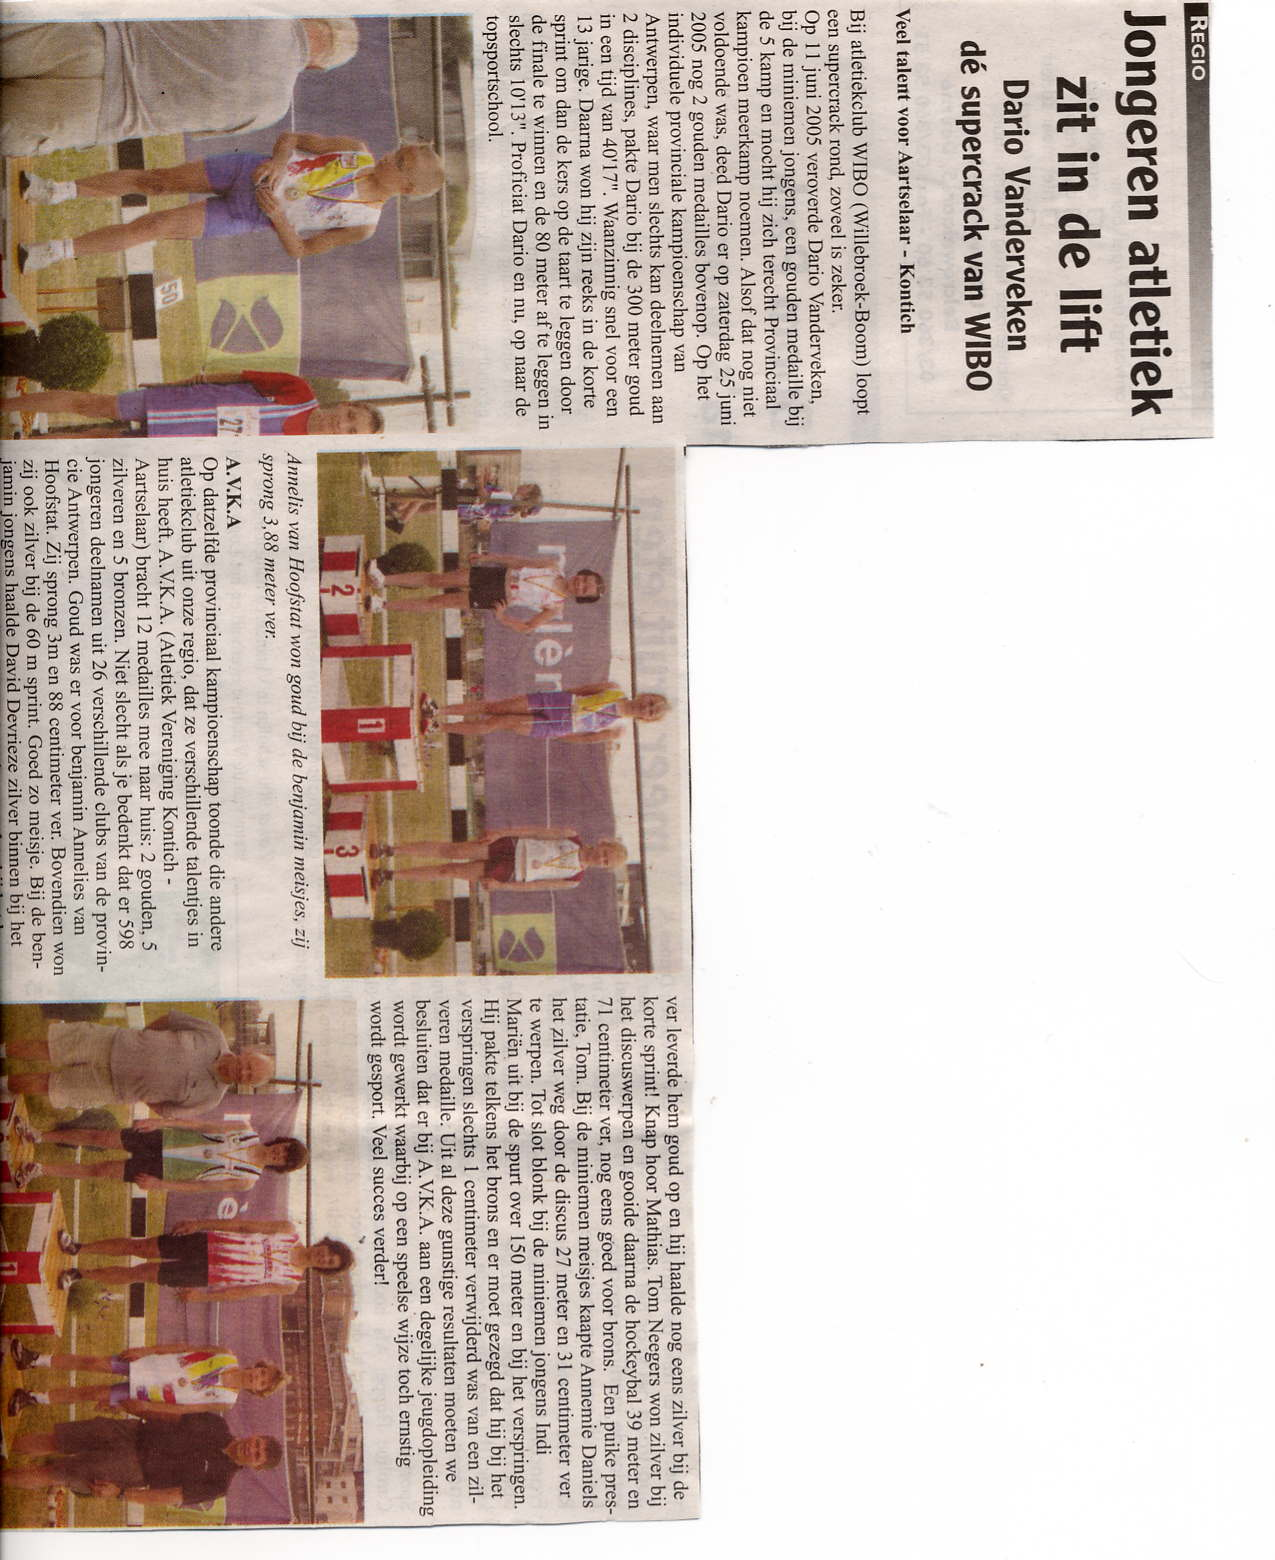 REGIO
Jongeren atletiek
zit in de lift
Dario Vanderveken
dé supercrack van WIBO
Veel talent voor Aartselaar - Kontich
Bij atletiekclub WIBO (Willebroek-Boom) loopt
een supercrack rond, zoveel is zeker.
Op 11 juni 2005 veroverde Dario Vanderveken,
bij de miniemen jongens, een gouden medaille bij
de 5 kamp en mocht hij zich terecht Provinciaal
kampioen meerkamp noemen. Alsof dat nog niet
voldoende was, deed Dario er op zaterdag 25 juni
2005 nog 2 gouden medailles bovenop. Op het
individuele provinciale kampioenschap van
Antwerpen, waar men slechts kan deelnemen aan
2 disciplines, pakte Dario bij de 300 meter goud
in een tijd van 40'17". Waanzinnig snel voor een
13 jarige. Daarna won hij zijn reeks in de korte
sprint om dan de kers op de taart te leggen door
de finale te winnen en de 80 meter af te leggen in
slechts 10'13". Proficiat Dario en nu, op naar de
topsportschool.
50
27
2
1
3
Annelis van Hoofstat won goud bij de benjamin meisjes, zij
sprong 3,88 meter ver.
A.V.K.A
Op datzelfde provinciaal kampioenschap toonde die andere
atletiekclub uit onze regio, dat ze verschillende talentjes in
huis heeft. A.V.K.A. (Atletiek Vereniging Kontich -
Aartselaar) bracht 12 medailles mee naar huis: 2 gouden, 5
zilveren en 5 bronzen. Niet slecht als je bedenkt dat er 598
jongeren deelnamen uit 26 verschillende clubs van de provin-
cie Antwerpen. Goud was er voor benjamin Annelies van
Hoofstat. Zij sprong 3m en 88 centimeter ver. Bovendien won
zij ook zilver bij de 60 m sprint. Goed zo meisje. Bij de ben-
jamin jongens haalde David Devrieze zilver binnen bij het
ver leverde hem goud op en hij haalde nog eens zilver bij de
korte sprint! Knap hoor Mathias. Tom Neegers won zilver bij
het discuswerpen en gooide daarna de hockeybal 39 meter en
71 centimeter ver, nog eens goed voor brons. Een puike pres-
tatie, Tom. Bij de miniemen meisjes kaapte Annemie Daniels
het zilver weg door de discus 27 meter en 31 centimeter ver
te werpen. Tot slot blonk bij de miniemen jongens Indi
Mariën uit bij de spurt over 150 meter en bij het verspringen.
Hij pakte telkens het brons en er moet gezegd dat hij bij het
verspringen slechts 1 centimeter verwijderd was van een zil-
veren medaille. Uit al deze gunstige resultaten moeten we
besluiten dat er bij A.V.K.A. aan een degelijke jeugdopleiding
wordt gewerkt waarbij op een speelse wijze toch ernstig
wordt gesport. Veel succes verder!
1